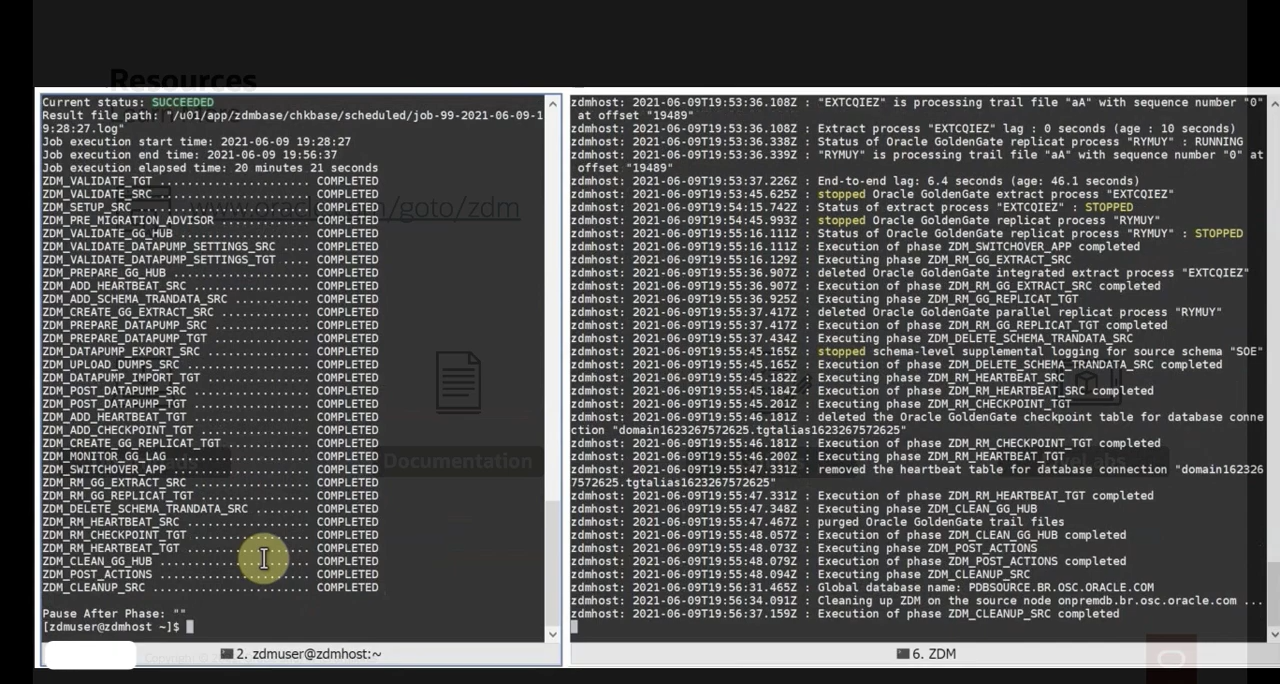 Resources
Current status: SUCCEEDED
Result file path: "/u01/app/zdmbase/chkbase/scheduled/job-99-2021-06-09-1
9:28:27.log"
Job execution start time: 2021-06-09 19:28:27
Job execution end time: 2021-06-09 19:56:37
Job execution elapsed time: 20 minutes 21 seconds
ZDM_VALIDATE_TGT ................... COMPLETED
ZDM_VALIDATE_SRC ................... COMPLETED
ZDM_SETUP_SRC ...................... COMPLETED
ZDM_PRE_MIGRATION_ADVISOR .......... COMPLETED
ZDM_VALIDATE_GG_HUB ................ COMPLETED
ZDM_VALIDATE_DATAPUMP_SETTINGS_SRC .... COMPLETED
ZDM_VALIDATE_DATAPUMP_SETTINGS_TGT .... COMPLETED
ZDM_PREPARE_GG_HUB ................. COMPLETED
ZDM_ADD_HEARTBEAT_SRC .............. COMPLETED
ZDM_ADD_SCHEMA_TRANDATA_SRC ........ COMPLETED
ZDM_CREATE_GG_EXTRACT_SRC .......... COMPLETED
ZDM_PREPARE_DATAPUMP_SRC ........... COMPLETED
ZDM_PREPARE_DATAPUMP_TGT ........... COMPLETED
ZDM_DATAPUMP_EXPORT_SRC ............ COMPLETED
ZDM_UPLOAD_DUMPS_SRC ............... COMPLETED
ZDM_DATAPUMP_IMPORT_TGT ............ COMPLETED
ZDM_POST_DATAPUMP_SRC .............. COMPLETED
ZDM_POST_DATAPUMP_TGT .............. COMPLETED
ZDM_ADD_HEARTBEAT_TGT .............. COMPLETED
ZDM_ADD_CHECKPOINT_TGT ............. COMPLETED
ZDM_CREATE_GG_REPLICAT_TGT ......... COMPLETED
ZDM_MONITOR_GG_LAG ................. COMPLETED
ZDM_SWITCHOVER_APP ................. COMPLETED
ZDM_RM_GG_EXTRACT_SRC .............. COMPLETED
ZDM_RM_GG_REPLICAT_TGT ............. COMPLETED
ZDM_DELETE_SCHEMA_TRANDATA_SRC ..... COMPLETED
ZDM_RM_HEARTBEAT_SRC ............... COMPLETED
ZDM_RM_CHECKPOINT_TGT .............. COMPLETED
ZDM_RM_HEARTBEAT_TGT ............... COMPLETED
ZDM_CLEAN_GG_HUB ................... COMPLETED
ZDM_POST_ACTIONS ................... COMPLETED
ZDM_CLEANUP_SRC .................... COMPLETED
Pause After Phase: ""
[zdmuser@zdmhost ~]$
2. zdmuser@zdmhost:~
zdmhost: 2021-06-09T19:53:36.108Z : "EXTCQIEZ" is processing trail file "aA" with sequence number "0"
at offset "19489"
zdmhost: 2021-06-09T19:53:36.108Z : Extract process "EXTCQIEZ" lag : 0 seconds (age : 10 seconds)
zdmhost: 2021-06-09T19:53:36.338Z : Status of Oracle GoldenGate replicat process "RYMUY" : RUNNING
zdmhost: 2021-06-09T19:53:36.339Z : "RYMUY" is processing trail file "aA" with sequence number "0" at
offset "19489"
zdmhost: 2021-06-09T19:53:37.226Z : End-to-end lag: 6.4 seconds (age: 46.1 seconds)
zdmhost: 2021-06-09T19:53:45.625Z : stopped Oracle GoldenGate extract process "EXTCQIEZ"
zdmhost: 2021-06-09T19:54:15.742Z : Status of extract process "EXTCQIEZ" : STOPPED
zdmhost: 2021-06-09T19:54:45.993Z : stopped Oracle GoldenGate replicat process "RYMUY"
zdmhost: 2021-06-09T19:55:16.111Z : Status of Oracle GoldenGate replicat process "RYMUY" : STOPPED
zdmhost: 2021-06-09T19:55:16.111Z : Execution of phase ZDM_SWITCHOVER_APP completed
zdmhost: 2021-06-09T19:55:16.129Z : Executing phase ZDM_RM_GG_EXTRACT_SRC
zdmhost: 2021-06-09T19:55:36.907Z : deleted Oracle GoldenGate integrated extract process "EXTCQIEZ"
zdmhost: 2021-06-09T19:55:36.907Z : Execution of phase ZDM_RM_GG_EXTRACT_SRC completed
zdmhost: 2021-06-09T19:55:36.925Z : Executing phase ZDM_RM_GG_REPLICAT_TGT
zdmhost: 2021-06-09T19:55:37.417Z : deleted Oracle GoldenGate parallel replicat process "RYMUY"
zdmhost: 2021-06-09T19:55:37.417Z : Execution of phase ZDM_RM_GG_REPLICAT_TGT completed
zdmhost: 2021-06-09T19:55:37.434Z : Executing phase ZDM_DELETE_SCHEMA_TRANDATA_SRC
zdmhost: 2021-06-09T19:55:45.165Z : stopped schema-level supplemental logging for source schema "SOE"
zdmhost: 2021-06-09T19:55:45.165Z : Execution of phase ZDM_DELETE_SCHEMA_TRANDATA_SRC completed
zdmhost: 2021-06-09T19:55:45.182Z : Executing phase ZDM_RM_HEARTBEAT_SRC
zdmhost: 2021-06-09T19:55:45.184Z : Execution of phase ZDM_RM_HEARTBEAT_SRC completed
zdmhost: 2021-06-09T19:55:45.201Z : Executing phase ZDM_RM_CHECKPOINT_TGT
zdmhost: 2021-06-09T19:55:46.181Z : deleted the Oracle GoldenGate checkpoint table for database conne
ction "domain1623267572625.tgtalias1623267572625"
zdmhost: 2021-06-09T19:55:46.181Z : Execution of phase ZDM_RM_CHECKPOINT_TGT completed
zdmhost: 2021-06-09T19:55:46.200Z : Executing phase ZDM_RM_HEARTBEAT_TGT
zdmhost: 2021-06-09T19:55:47.331Z : removed the heartbeat table for database connection "domain162326
7572625.tgtalias1623267572625"
zdmhost: 2021-06-09T19:55:47.331Z : Execution of phase ZDM_RM_HEARTBEAT_TGT completed
zdmhost: 2021-06-09T19:55:47.348Z : Executing phase ZDM_CLEAN_GG_HUB
zdmhost: 2021-06-09T19:55:47.467Z : purged Oracle GoldenGate trail files
zdmhost: 2021-06-09T19:55:48.057Z : Execution of phase ZDM_CLEAN_GG_HUB completed
zdmhost: 2021-06-09T19:55:48.073Z : Executing phase ZDM_POST_ACTIONS
zdmhost: 2021-06-09T19:55:48.079Z : Execution of phase ZDM_POST_ACTIONS completed
zdmhost: 2021-06-09T19:55:48.094Z : Executing phase ZDM_CLEANUP_SRC
zdmhost: 2021-06-09T19:56:31.465Z : Global database name: PDBSOURCE.BR.OSC.ORACLE.COM
zdmhost: 2021-06-09T19:56:34.091Z : Cleaning up ZDM on the source node onpremdb.br.osc.oracle.com ...
zdmhost: 2021-06-09T19:56:37.159Z : Execution of phase ZDM_CLEANUP_SRC completed
6. ZDM
Documentation